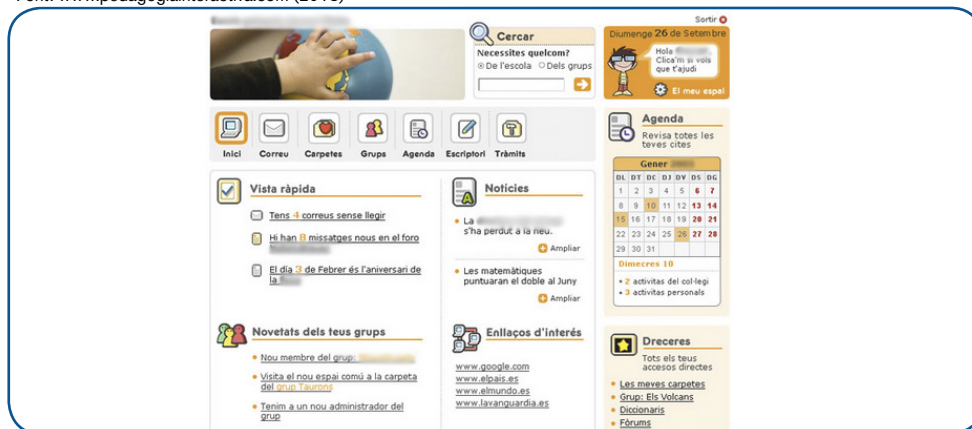 Sortir
Cercar
Necessites quelcom?
De l'escola Dels grups
Diumenge 26 de Setembre
Hola
Clica'm si vols
que t'ajudi
El meu espai
Inici Correu Carpetes Grups Agenda Escriptori Tràmits
Vista ràpida
Tens 4 correus sense llegir
Hi han 8 missatges nous en el foro
El día 3 de Febrer és l'aniversari de
la
Novetats dels teus grups
Nou membre del grup:
Visita el nou espai comú a la carpeta
del grup Taurons
Tenim a un nou administrador del
grup
Notícies
La
s'ha perdut a la neu.
Ampliar
Les matemàtiques
puntuaran el doble al Juny
Ampliar
Enllaços d'interés
www.google.com
www.elpais.es
www.elmundo.es
www.lavanguardia.es
Agenda
Revisa totes les
teves cites
Gener
DL DT DC DJ DV DS DG
1 2 3 4 5 6 7
8 9 10 11 12 13 14
15 16 17 18 19 20 21
22 23 24 25 26 27 28
29 30 31
Dimecres 10
2 activitas del col·legi
3 activitas personals
Dreceres
Tots els teus
accesos directes
Les meves carpetes
Grup: Els Volcans
Diccionaris
Fòrums